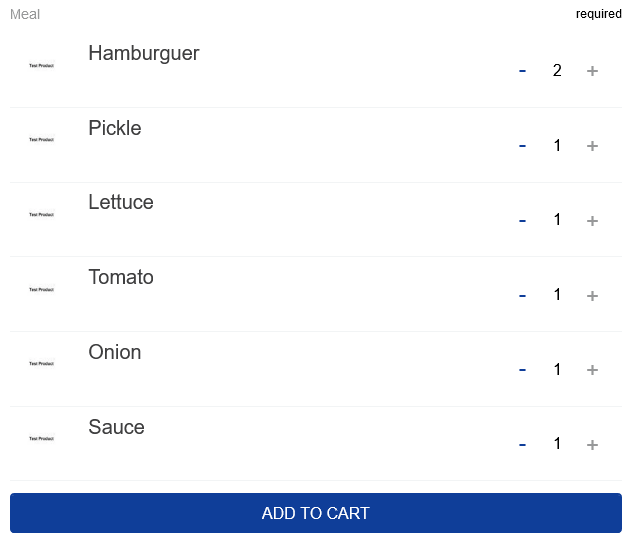 Meal required
Hamburguer
Test Product - 2 +
Pickle
Test Product - 1 +
Lettuce
Test Product - 1 +
Tomato
Test Product - 1 +
Onion
Test Product - 1 +
Sauce
Test Product - 1 +
ADD TO CART